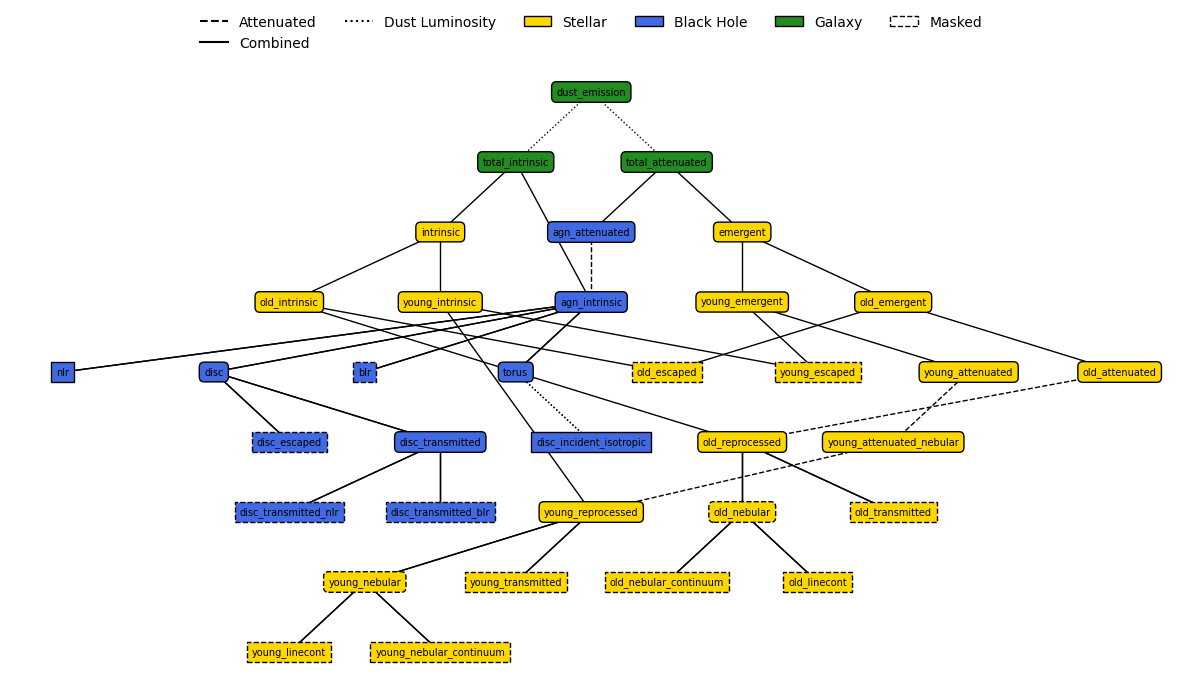 Attenuated
Dust Luminosity
Stellar
Black Hole
Galaxy
Masked
Combined
dust_emission
total_intrinsic
total_attenuated
intrinsic
agn_attenuated
emergent
old_intrinsic
young_intrinsic
agn_intrinsic
young_emergent
old_emergent
nlr
disc
blr
torus
old_escaped
young_escaped
young_attenuated
old_attenuated
disc_escaped
disc_transmitted
disc_incident_isotropic
old_reprocessed
young_attenuated_nebular
disc_transmitted_nlr
disc_transmitted_blr
young_reprocessed
old_nebular
old_transmitted
young_nebular
young_transmitted
old_nebular_continuum
old_linecont
young_linecont
young_nebular_continuum